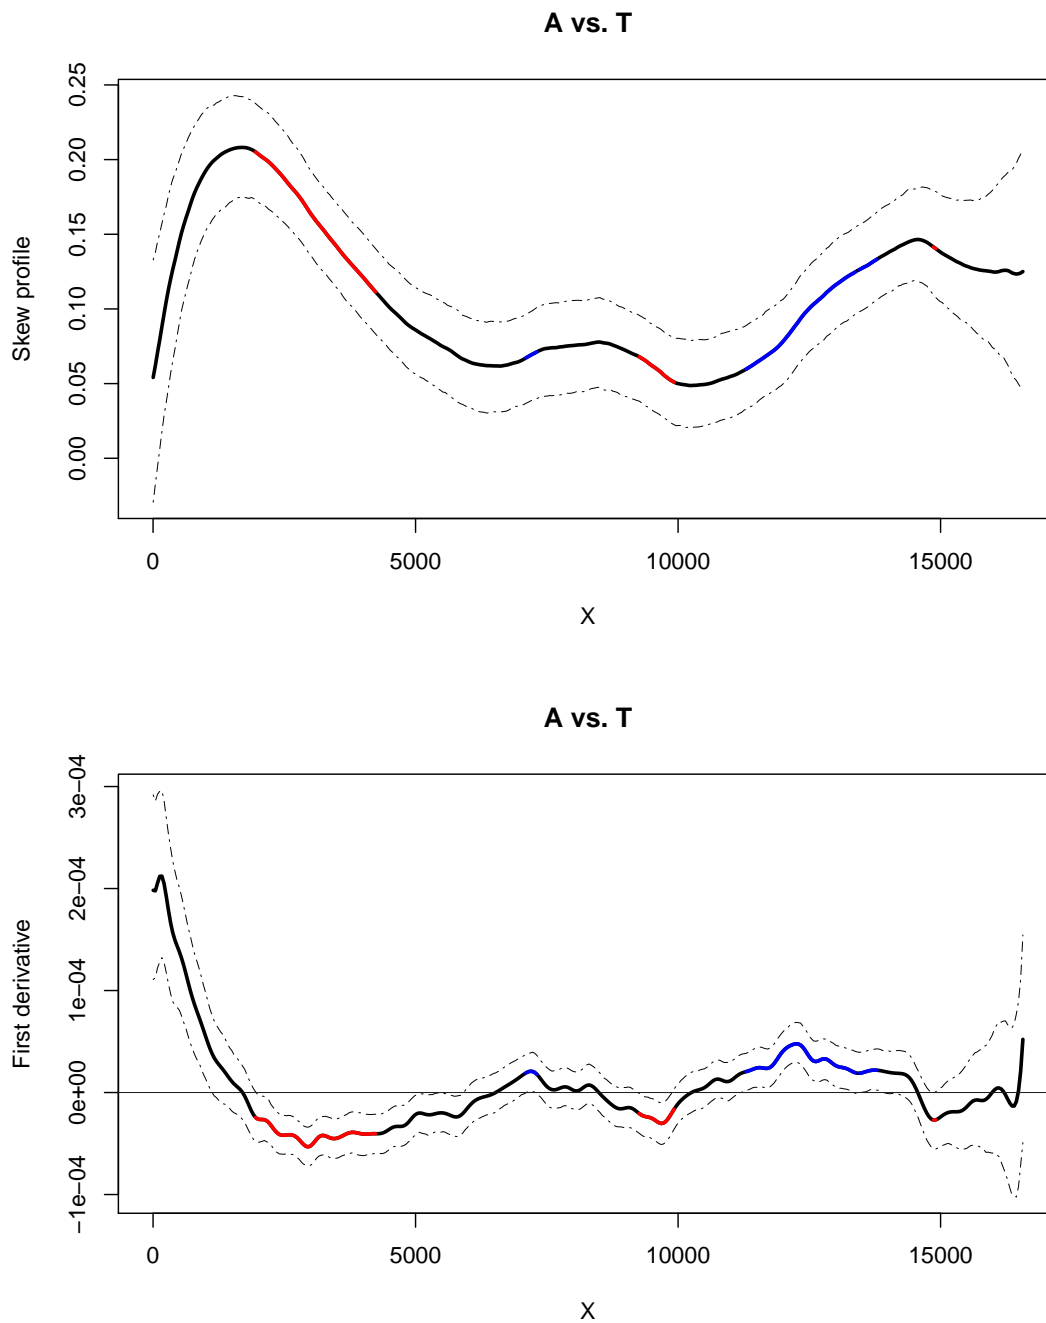 A vs. T
Skew profile
0.25
0.20
0.15
0.10
0.05
0.00
0 5000 10000 15000
X
A vs. T
First derivative
3e−04
2e−04
1e−04
0e+00
−1e−04
0 5000 10000 15000
X